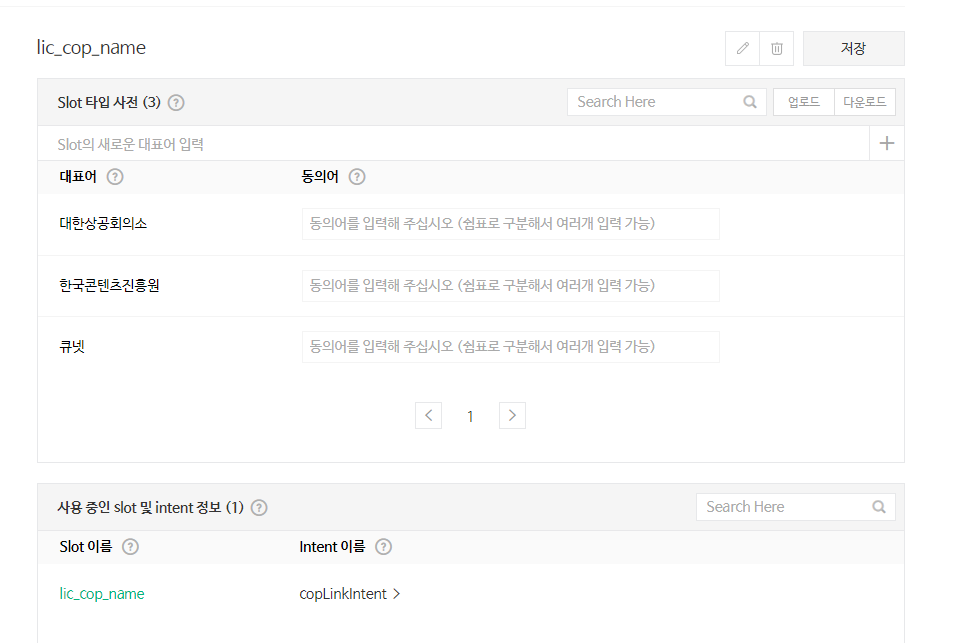 lic_cop_name
저장
Slot 타입 사전 (3) ?
Search Here
업로드
다운로드
Slot의 새로운 대표어 입력
대표어 ? 동의어 ?
대한상공회의소 동의어를 입력해 주십시오 (쉼표로 구분해서 여러개 입력 가능)
한국콘텐츠진흥원 동의어를 입력해 주십시오 (쉼표로 구분해서 여러개 입력 가능)
큐넷 동의어를 입력해 주십시오 (쉼표로 구분해서 여러개 입력 가능)
< 1 >
사용 중인 slot 및 intent 정보 (1) ?
Search Here
Slot 이름 ? Intent 이름 ?
lic_cop_name copLinkIntent >